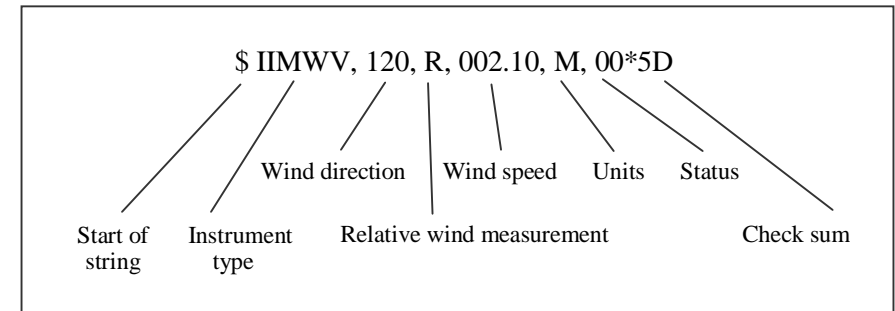 $ IIMWV, 120, R, 002.10, M, 00*5D
Wind direction Wind speed Units Status
Start of Instrument Relative wind measurement Check sum
string type